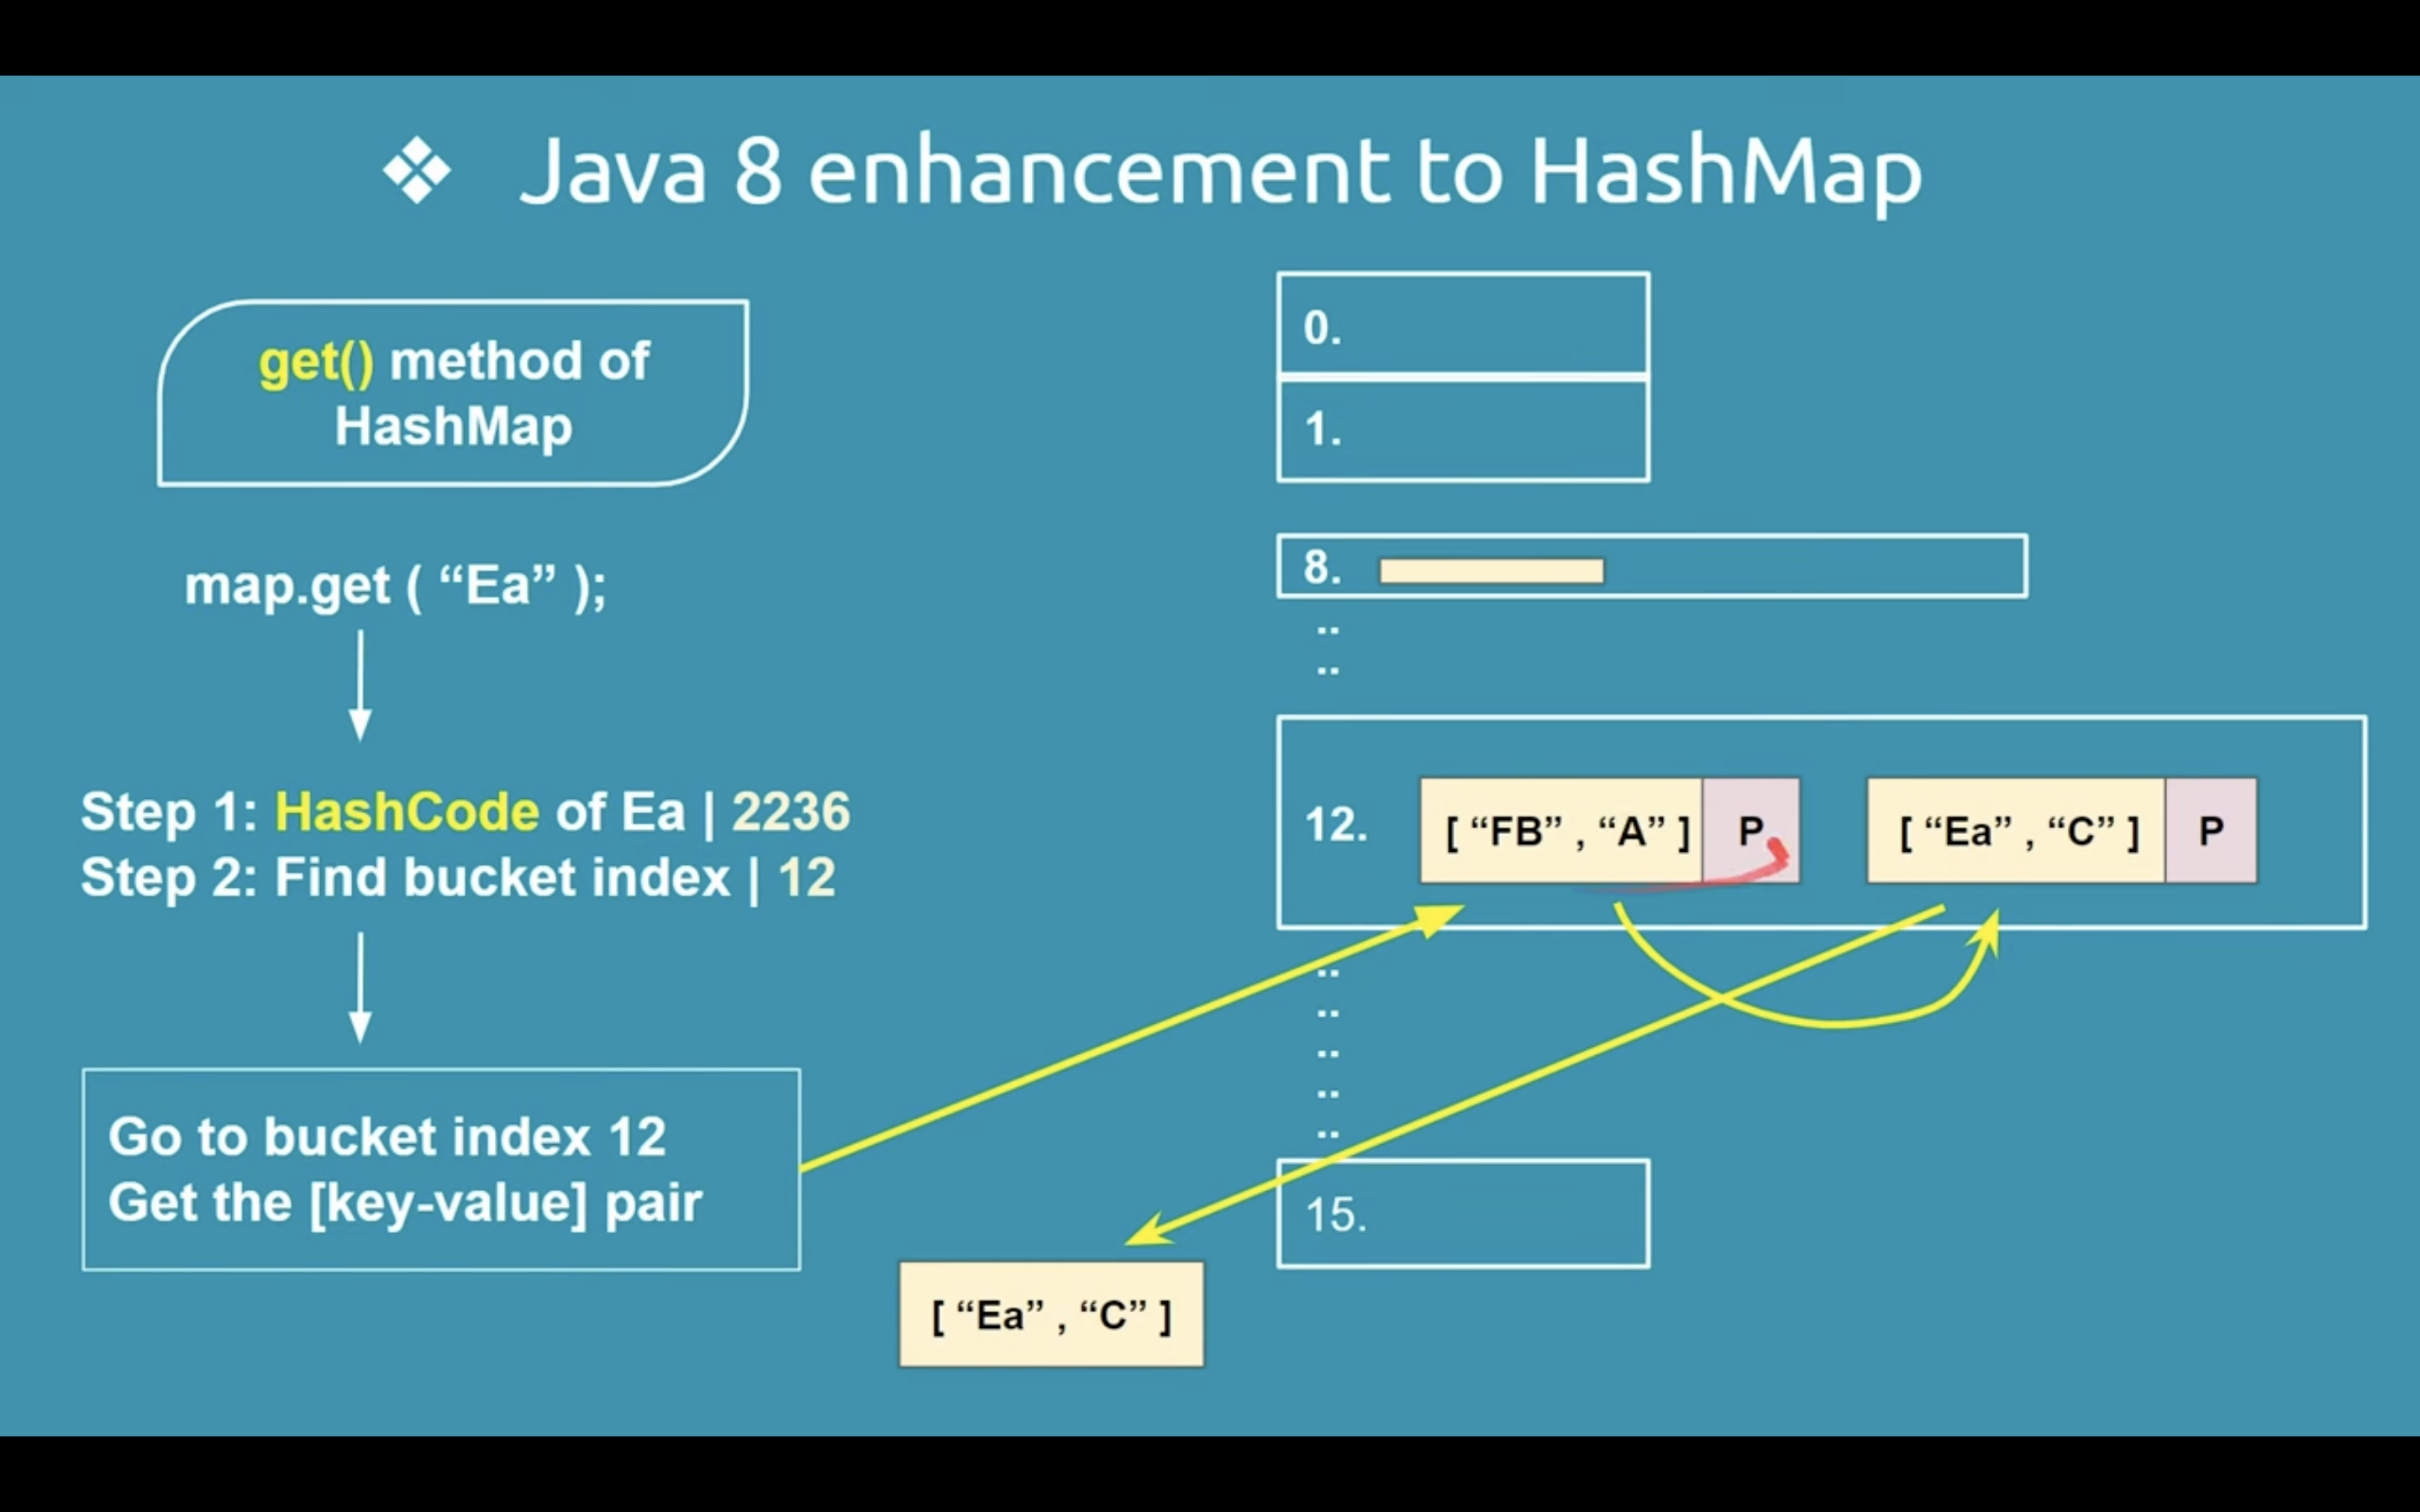 ❖ Java 8 enhancement to HashMap
get() method of
HashMap
map.get ( “Ea” );
Step 1: HashCode of Ea | 2236
Step 2: Find bucket index | 12
Go to bucket index 12
Get the [key-value] pair
[ “Ea” , “C” ]
0.
1.
8.
..
..
12. [ “FB” , “A” ] P [ “Ea” , “C” ] P
..
..
..
..
..
15.